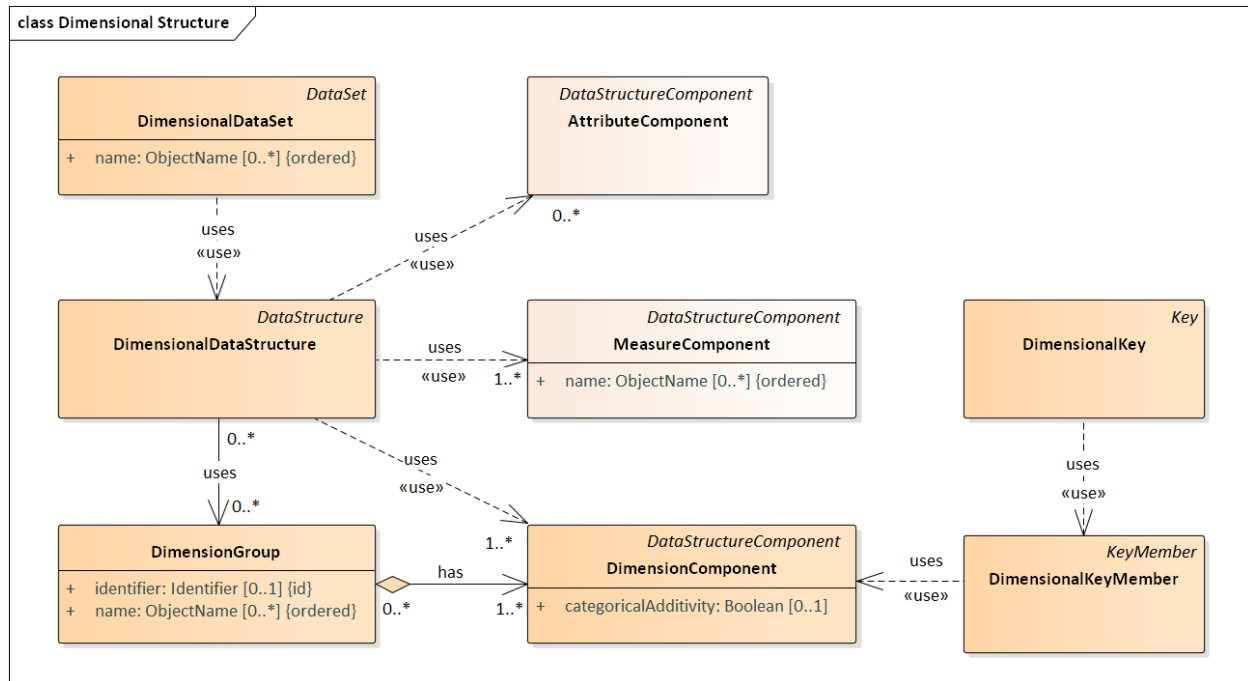 class Dimensional Structure
DataSet
DimensionalDataSet
+ name: ObjectName [0..*] {ordered}
DataStructureComponent
AttributeComponent
0..*
uses
«use»
uses
«use»
DataStructure
DimensionalDataStructure
uses
«use»
1..*
DataStructureComponent
MeasureComponent
+ name: ObjectName [0..*] {ordered}
Key
DimensionalKey
0..*
uses
0..*
uses
«use»
1..*
uses
«use»
DimensionGroup
+ identifier: Identifier [0..1] {id}
+ name: ObjectName [0..*] {ordered}
0..*
has
1..*
DataStructureComponent
DimensionComponent
+ categoricalAdditivity: Boolean [0..1]
uses
«use»
KeyMember
DimensionalKeyMember